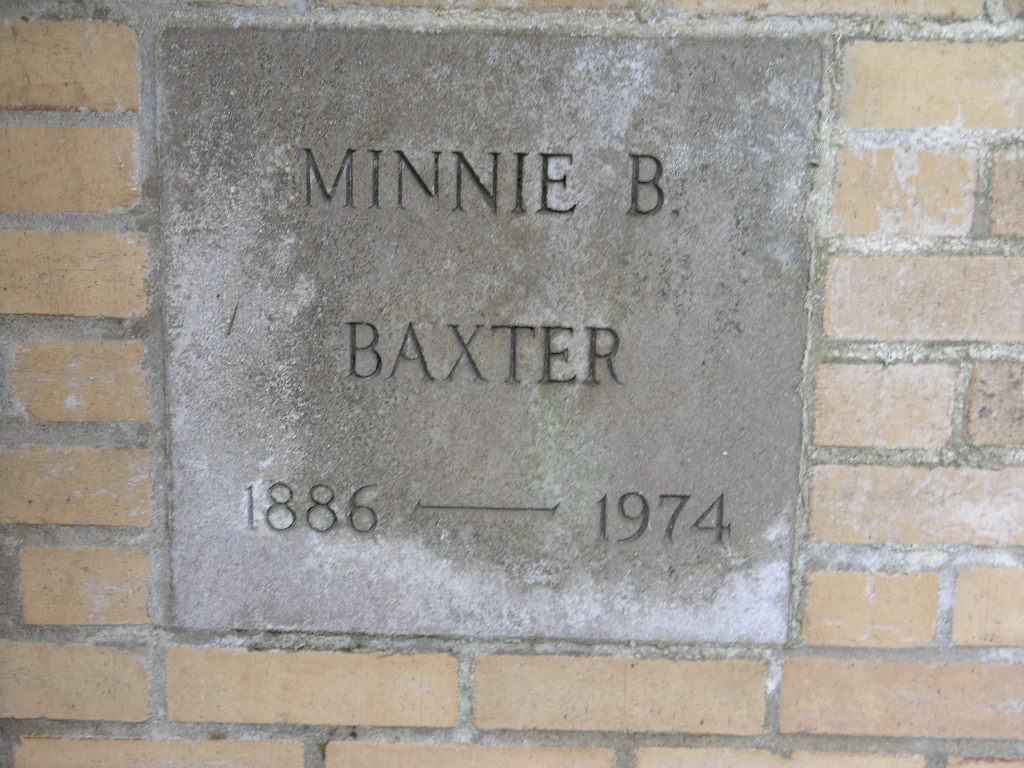 MINNIE B.
BAXTER
1886 — 1974